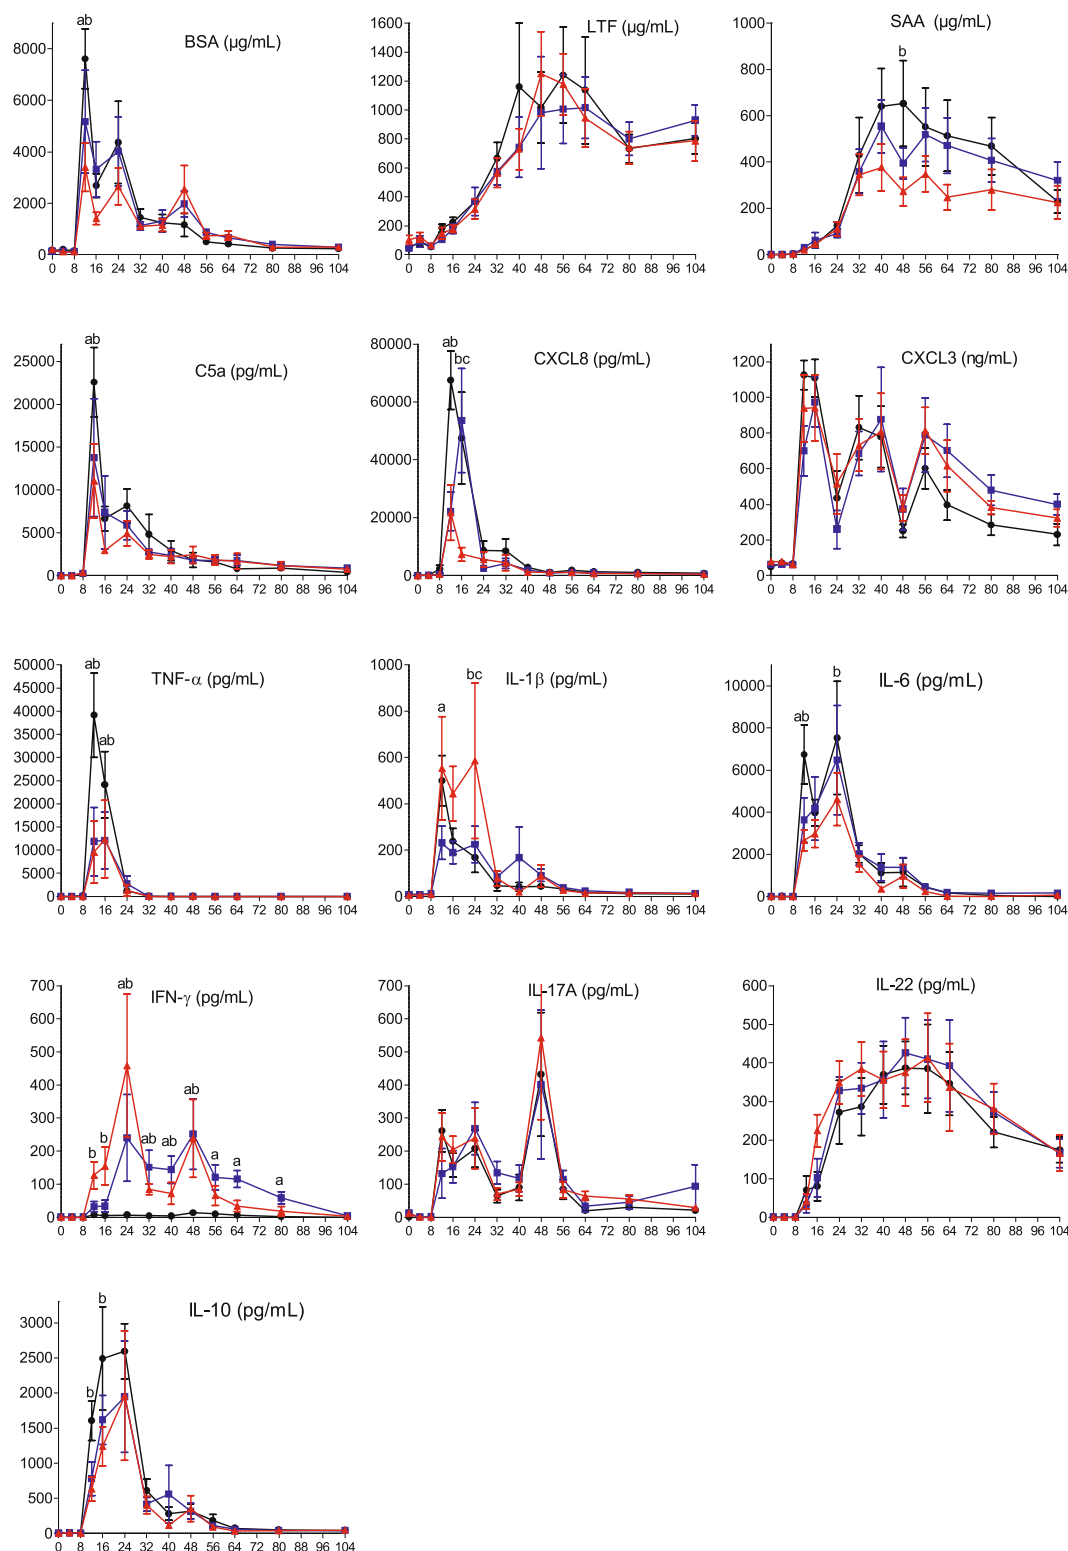 ab
BSA (µg/mL)
8000
6000
4000
2000
0
0 8 16 24 32 40 48 56 64 72 80 88 96 104
LTF (µg/mL)
1600
1400
1200
1000
800
600
400
200
0
0 8 16 24 32 40 48 56 64 72 80 88 96 104
SAA (µg/mL)
b
1000
800
600
400
200
0
0 8 16 24 32 40 48 56 64 72 80 88 96 104
ab
C5a (pg/mL)
25000
20000
15000
10000
5000
0
0 8 16 24 32 40 48 56 64 72 80 88 96 104
ab
bc
CXCL8 (pg/mL)
80000
60000
40000
20000
0
0 8 16 24 32 40 48 56 64 72 80 88 96 104
CXCL3 (ng/mL)
1200
1000
800
600
400
200
0
0 8 16 24 32 40 48 56 64 72 80 88 96 104
ab
TNF-α (pg/mL)
ab
50000
45000
40000
35000
30000
25000
20000
15000
10000
5000
0
0 8 16 24 32 40 48 56 64 72 80 88 96 104
bc
IL-1β (pg/mL)
a
1000
800
600
400
200
0
0 8 16 24 32 40 48 56 64 72 80 88 96 104
b
IL-6 (pg/mL)
ab
10000
8000
6000
4000
2000
0
0 8 16 24 32 40 48 56 64 72 80 88 96 104
ab
IFN-γ (pg/mL)
b b ab ab ab a a a
700
600
500
400
300
200
100
0
0 8 16 24 32 40 48 56 64 72 80 88 96 104
IL-17A (pg/mL)
700
600
500
400
300
200
100
0
0 8 16 24 32 40 48 56 64 72 80 88 96 104
IL-22 (pg/mL)
600
500
400
300
200
100
0
0 8 16 24 32 40 48 56 64 72 80 88 96 104
b
IL-10 (pg/mL)
b
3000
2500
2000
1500
1000
500
0
0 8 16 24 32 40 48 56 64 72 80 88 96 104